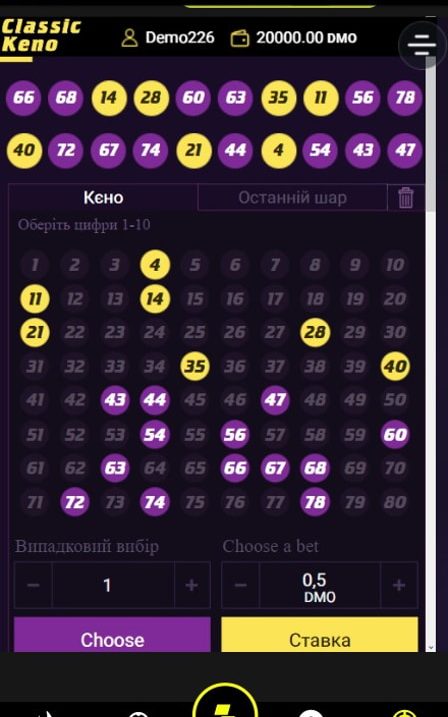 Classic
Keno
Demo226
20000.00 DMO
66 68 14 28 60 63 35 11 56 78
40 72 67 74 21 44 4 54 43 47
Кєно
Останній шар
Оберіть цифри 1-10
1 2 3 4 5 6 7 8 9 10
11 12 13 14 15 16 17 18 19 20
21 22 23 24 25 26 27 28 29 30
31 32 33 34 35 36 37 38 39 40
41 42 43 44 45 46 47 48 49 50
51 52 53 54 55 56 57 58 59 60
61 62 63 64 65 66 67 68 69 70
71 72 73 74 75 76 77 78 79 80
Випадковий вибір
Choose a bet
− 1 +
− 0,5 +
DMO
Choose
Ставка